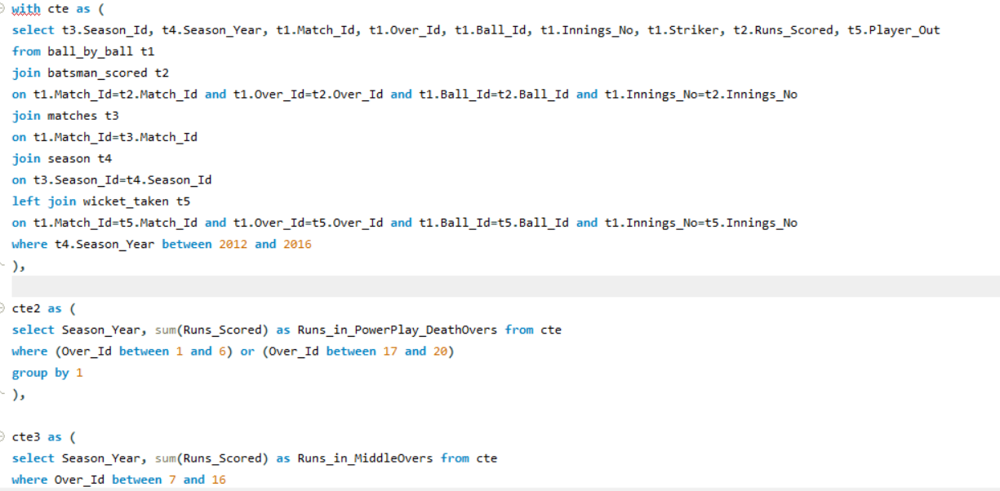 with cte as (
select t3.Season_Id, t4.Season_Year, t1.Match_Id, t1.Over_Id, t1.Ball_Id, t1.Innings_No, t1.Striker, t2.Runs_Scored, t5.Player_Out
from ball_by_ball t1
join batsman_scored t2
on t1.Match_Id=t2.Match_Id and t1.Over_Id=t2.Over_Id and t1.Ball_Id=t2.Ball_Id and t1.Innings_No=t2.Innings_No
join matches t3
on t1.Match_Id=t3.Match_Id
join season t4
on t3.Season_Id=t4.Season_Id
left join wicket_taken t5
on t1.Match_Id=t5.Match_Id and t1.Over_Id=t5.Over_Id and t1.Ball_Id=t5.Ball_Id and t1.Innings_No=t5.Innings_No
where t4.Season_Year between 2012 and 2016
),
cte2 as (
select Season_Year, sum(Runs_Scored) as Runs_in_PowerPlay_DeathOvers from cte
where (Over_Id between 1 and 6) or (Over_Id between 17 and 20)
group by 1
),
cte3 as (
select Season_Year, sum(Runs_Scored) as Runs_in_MiddleOvers from cte
where Over_Id between 7 and 16